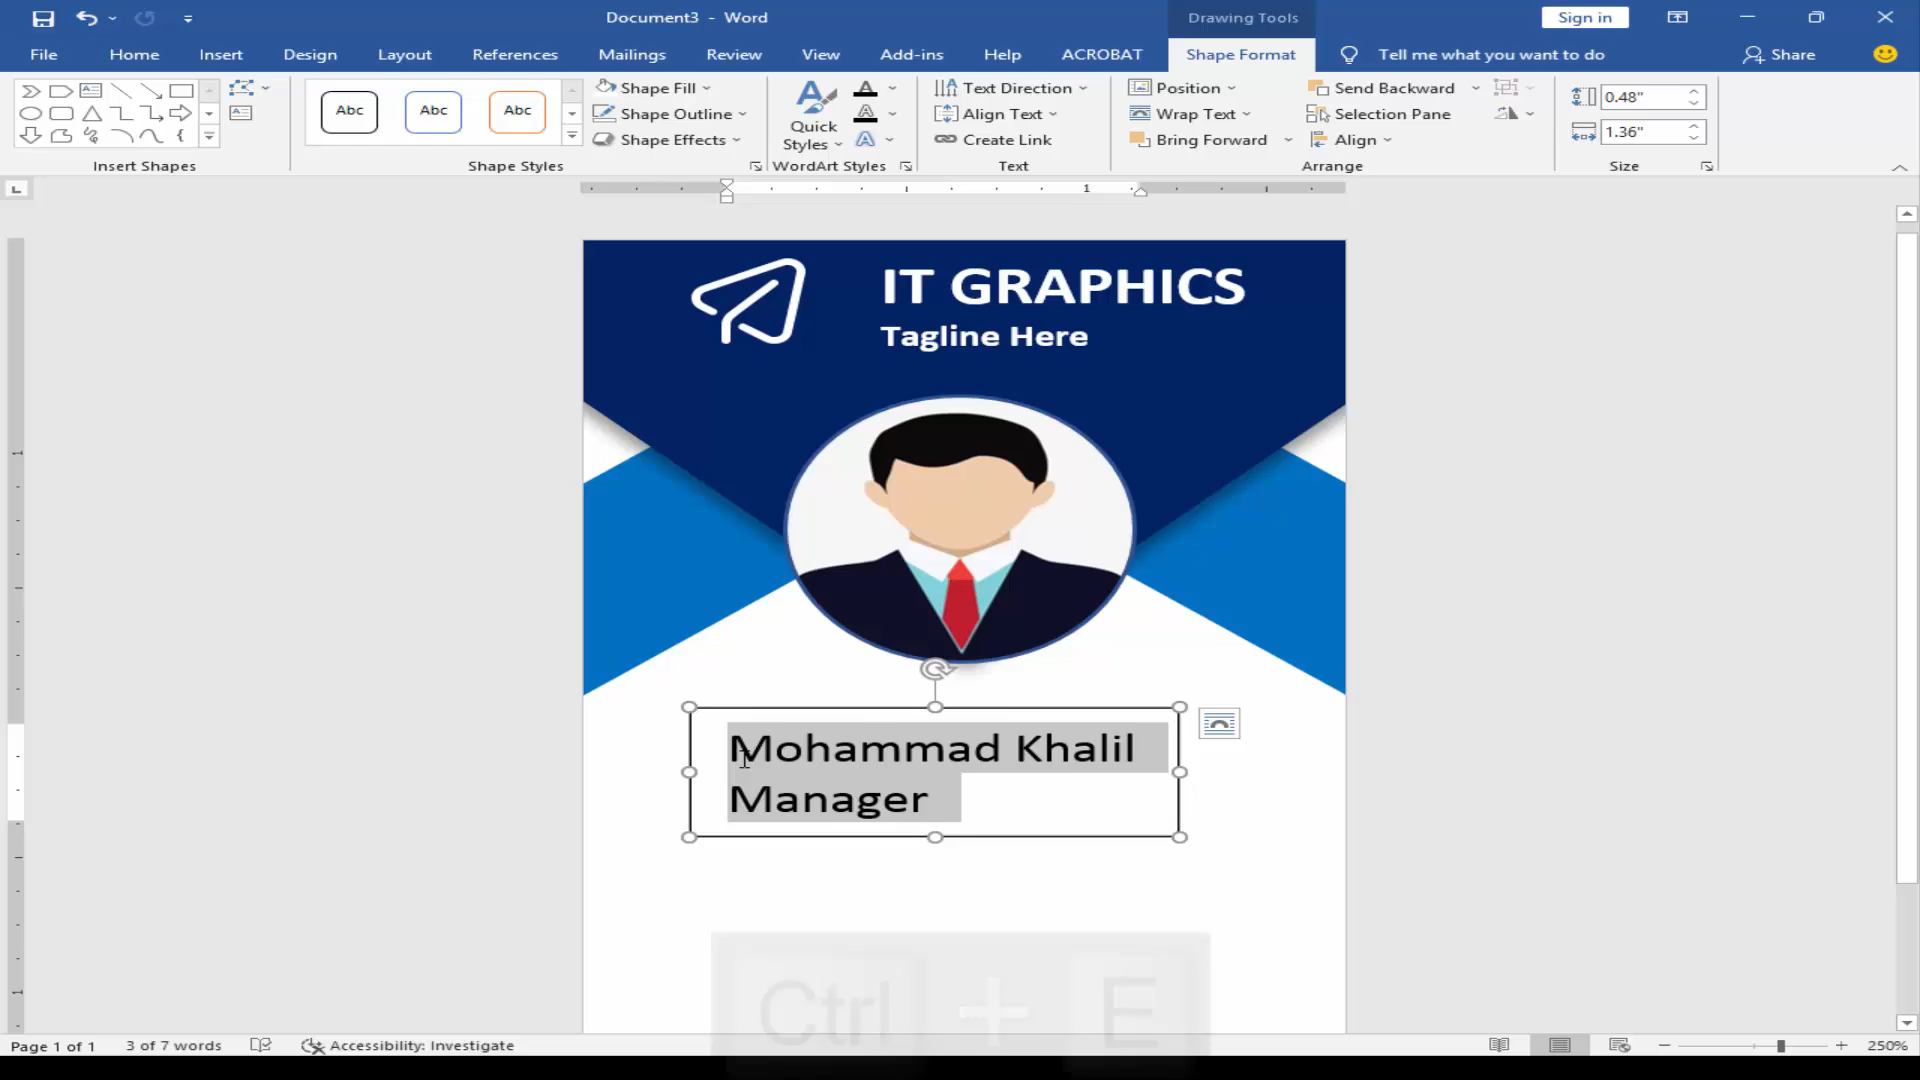 Document3 - Word
Drawing Tools
Sign in
File Home Insert Design Layout References Mailings Review View Add-ins Help ACROBAT Shape Format Tell me what you want to do Share
Abc Abc Abc
Shape Fill
Shape Outline
Shape Effects
Quick Styles
Text Direction
Align Text
Create Link
Position
Wrap Text
Bring Forward
Send Backward
Selection Pane
Align
0.48"
1.36"
Insert Shapes
Shape Styles
WordArt Styles
Text
Arrange
Size
1
IT GRAPHICS
Tagline Here
Mohammad Khalil
Manager
Ctrl + E
Page 1 of 1 3 of 7 words Accessibility: Investigate 250%